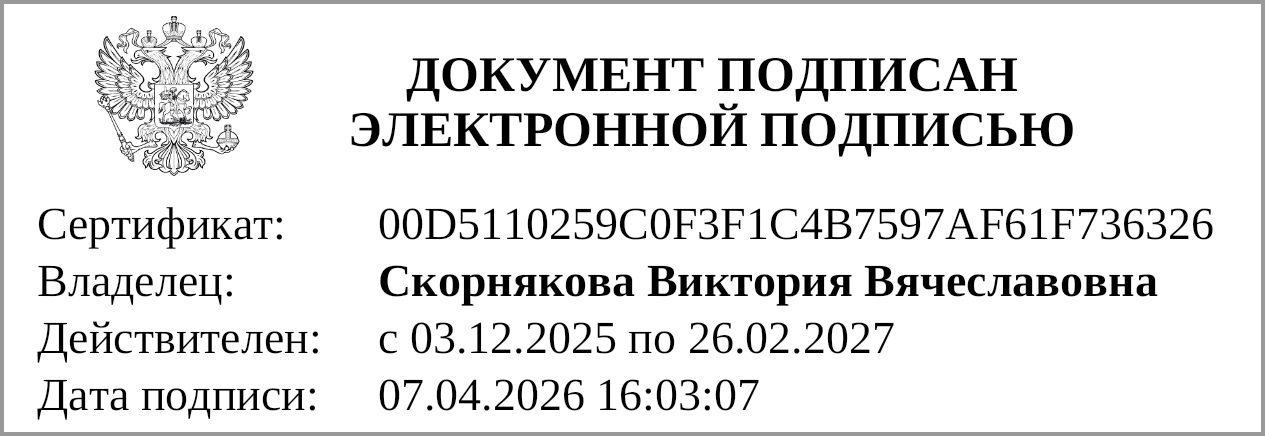 ДОКУМЕНТ ПОДПИСАН
ЭЛЕКТРОННОЙ ПОДПИСЬЮ
Сертификат: 00D5110259C0F3F1C4B7597AF61F736326
Владелец: Скорнякова Виктория Вячеславовна
Действителен: с 03.12.2025 по 26.02.2027
Дата подписи: 07.04.2026 16:03:07